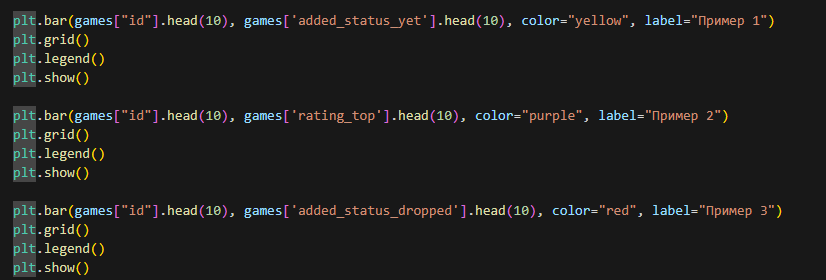 plt.bar(games["id"].head(10), games['added_status_yet'].head(10), color="yellow", label="Пример 1")
plt.grid()
plt.legend()
plt.show()
plt.bar(games["id"].head(10), games['rating_top'].head(10), color="purple", label="Пример 2")
plt.grid()
plt.legend()
plt.show()
plt.bar(games["id"].head(10), games['added_status_dropped'].head(10), color="red", label="Пример 3")
plt.grid()
plt.legend()
plt.show()